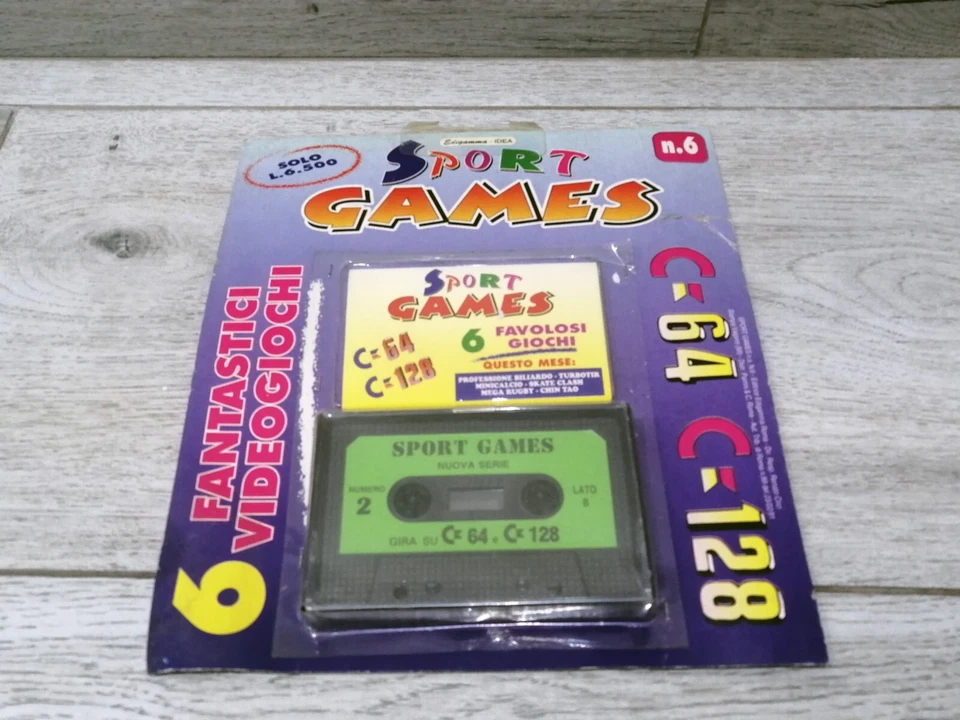 Edigamma - IDEA
SOLO
L.6.500
SPORT
GAMES
n.6
6 FANTASTICI
VIDEOGIOCHI
C= 64 C= 128
SPORT
GAMES
C= 64
C= 128
6 FAVOLOSI
GIOCHI
QUESTO MESE:
PROFESSIONE BILIARDO - TURBOTIR
MINICALCIO - SKATE CLASH
MEGA RUGBY - CHIN TAO
SPORT GAMES
NUOVA SERIE
NUMERO
2
LATO
B
GIRA SU C= 64 e C= 128